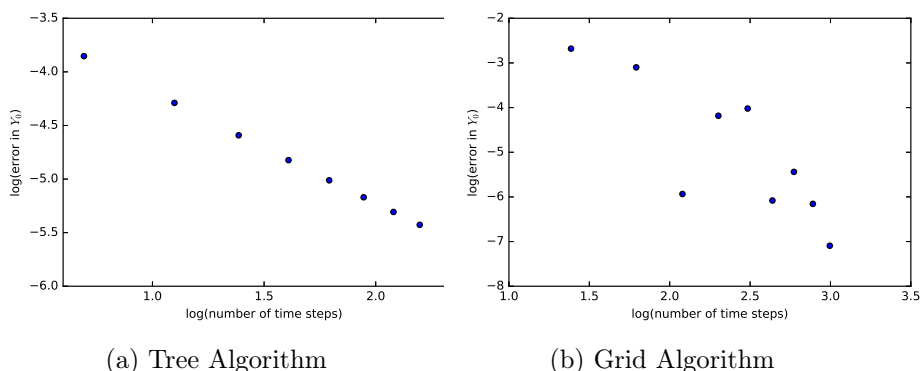 −3.5
−4.0
−4.5
−5.0
−5.5
−6.0
log(error in Y₀)
1.0 1.5 2.0
log(number of time steps)
(a) Tree Algorithm
−2
−3
−4
−5
−6
−7
−8
log(error in Y₀)
1.0 1.5 2.0 2.5 3.0 3.5
log(number of time steps)
(b) Grid Algorithm